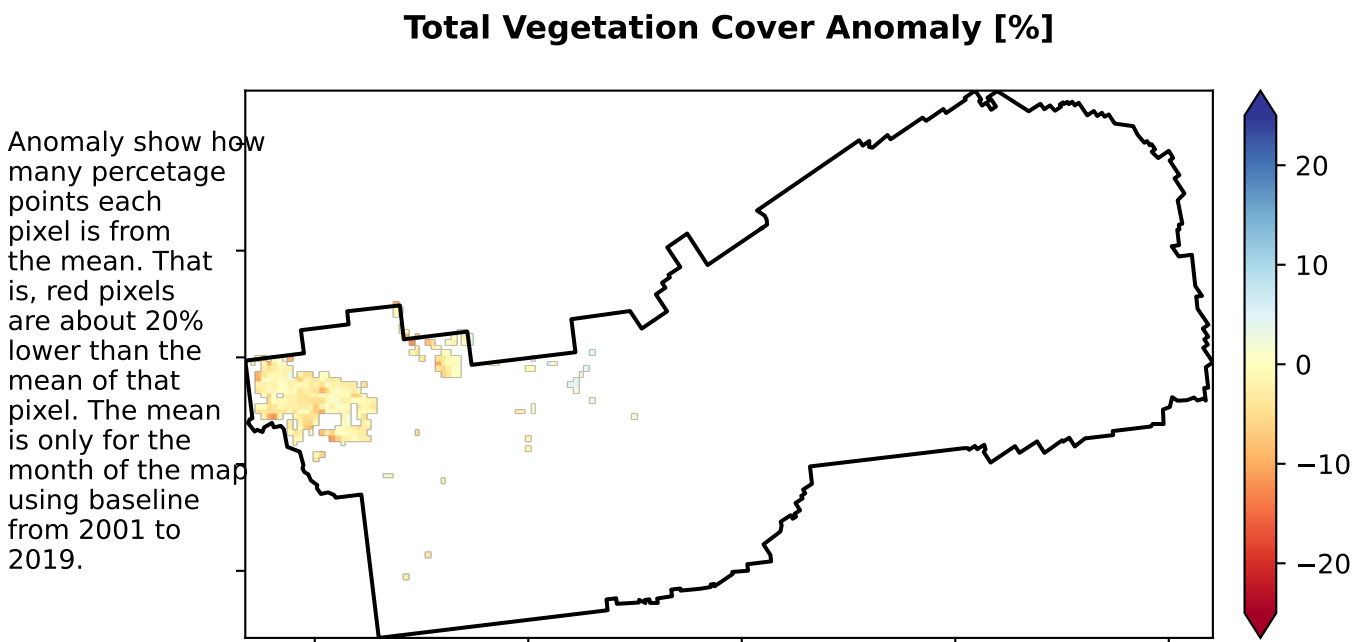 Total Vegetation Cover Anomaly [%]
Anomaly show how
many percetage
points each
pixel is from
the mean. That
is, red pixels
are about 20%
lower than the
mean of that
pixel. The mean
is only for the
month of the map
using baseline
from 2001 to
2019.
20
10
0
−10
−20